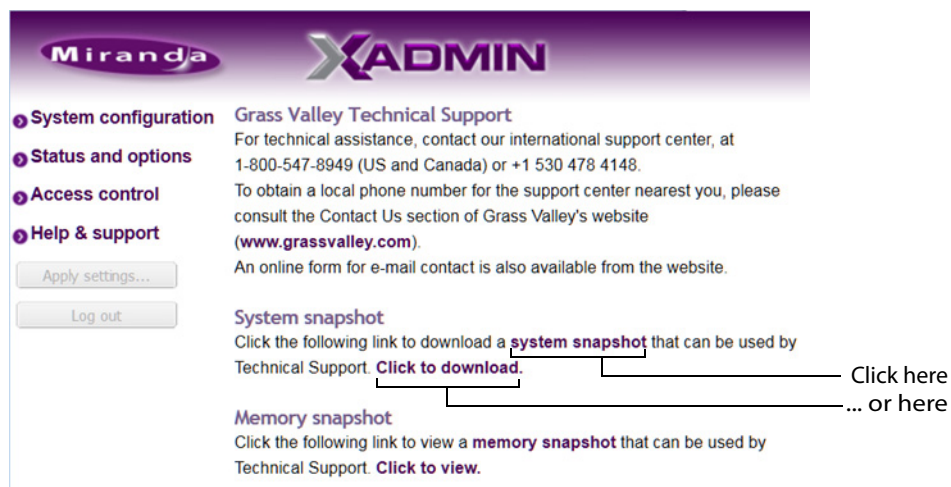 Miranda
XADMIN
System configuration
Status and options
Access control
Help & support
Apply settings...
Log out
Grass Valley Technical Support
For technical assistance, contact our international support center, at
1-800-547-8949 (US and Canada) or +1 530 478 4148.
To obtain a local phone number for the support center nearest you, please
consult the Contact Us section of Grass Valley's website
(www.grassvalley.com).
An online form for e-mail contact is also available from the website.
System snapshot
Click the following link to download a system snapshot that can be used by
Technical Support. Click to download.
Click here
... or here
Memory snapshot
Click the following link to view a memory snapshot that can be used by
Technical Support. Click to view.